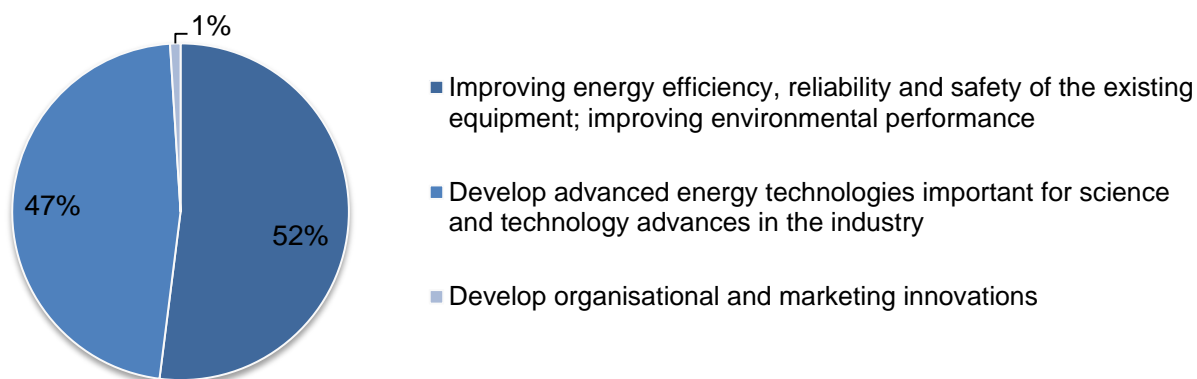 1%
Improving energy efficiency, reliability and safety of the existing
equipment; improving environmental performance
47%
Develop advanced energy technologies important for science
and technology advances in the industry
52%
Develop organisational and marketing innovations